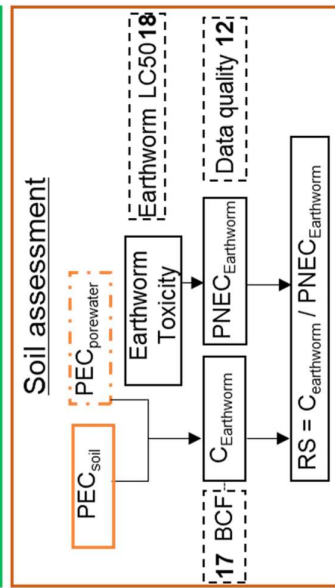 Soil assessment
PEC_soil
PEC_porewater
Earthworm
Toxicity
Earthworm LC50 18
17 BCF
C_Earthworm
PNEC_Earthworm
Data quality 12
RS = C_earthworm / PNEC_Earthworm